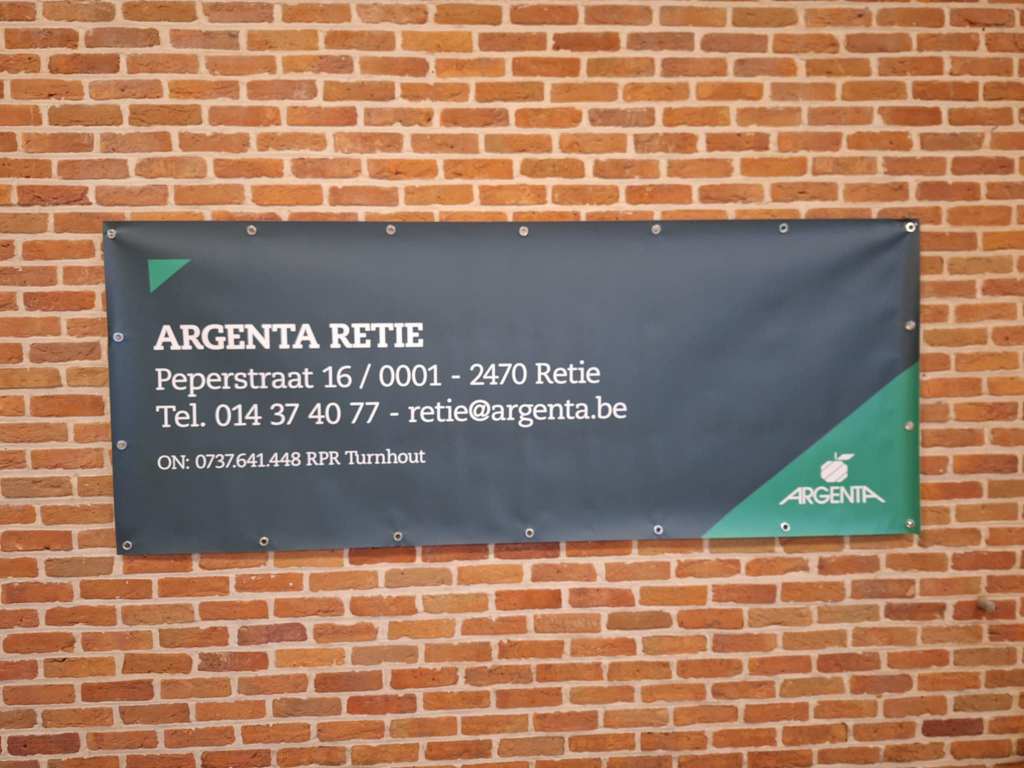 ARGENTA RETIE
Peperstraat 16 / 0001 - 2470 Retie
Tel. 014 37 40 77 - retie@argenta.be
ON: 0737.641.448 RPR Turnhout
ARGENTA